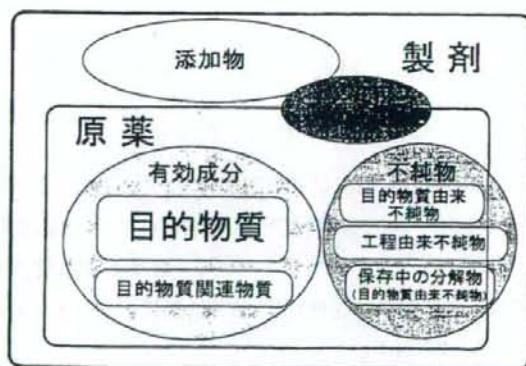 添加物
製剤
原薬
有効成分
目的物質
目的物質関連物質
不純物
目的物質由来
不純物
工程由来不純物
保存中の分解物
(目的物質由来不純物)